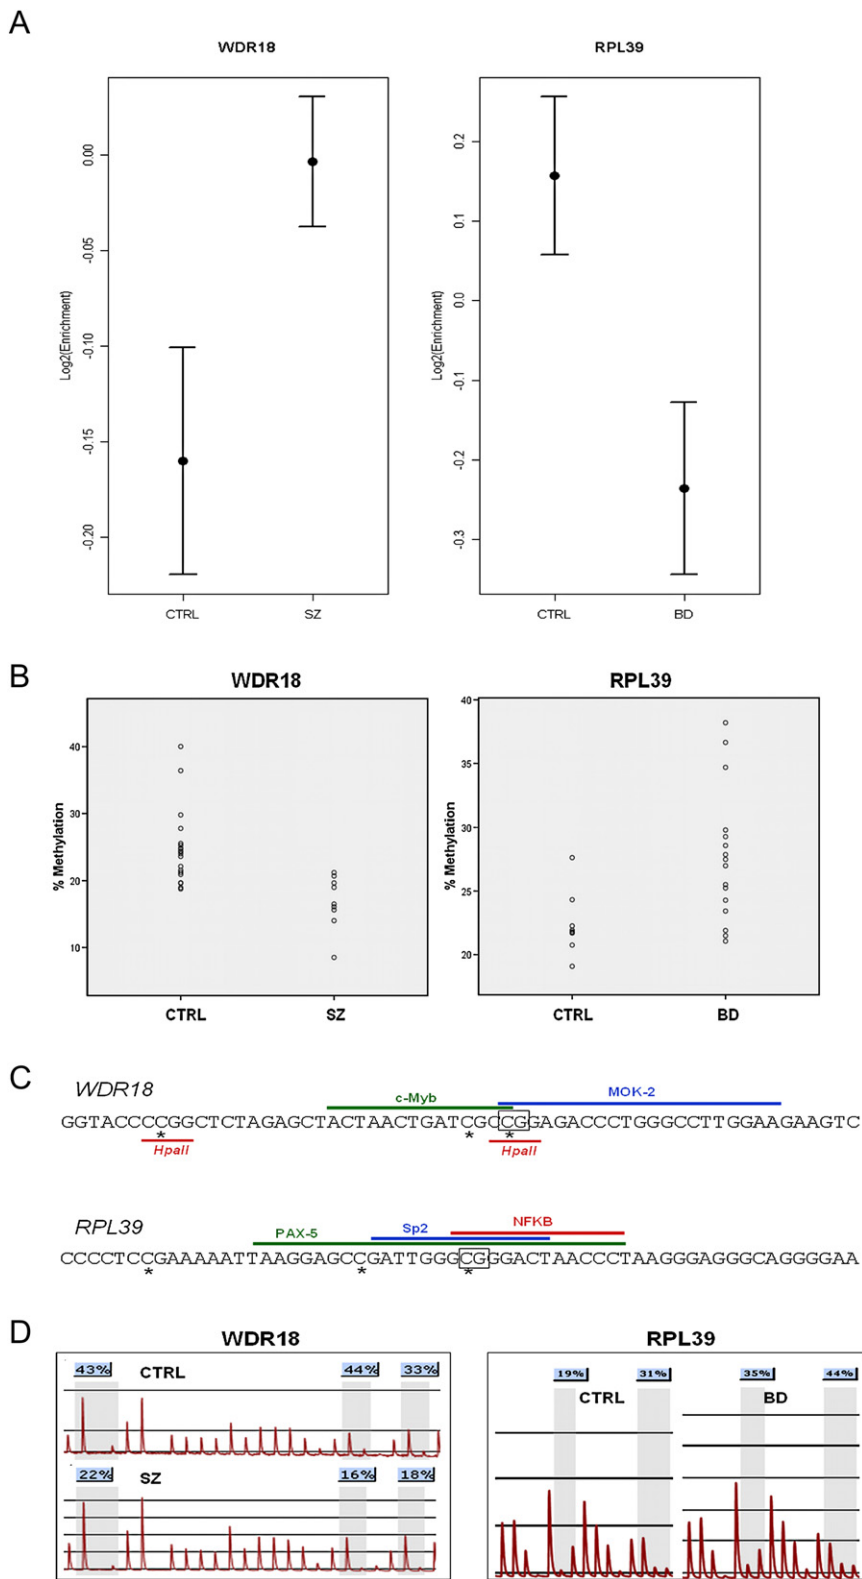 A
WDR18 RPL39
Log2(Enrichment)
0.00
-0.05
-0.10
-0.15
-0.20
CTRL SZ
Log2(Enrichment)
0.2
0.1
0.0
-0.1
-0.2
-0.3
CTRL BD
B
WDR18 RPL39
% Methylation
40
30
20
10
CTRL SZ
% Methylation
40
35
30
25
20
CTRL BD
C
WDR18
c-Myb MOK-2
GGTACCCCCGGCTCTAGAGCTACTAACTGATCGCCGGAGACCCTGGGCCTTGGAAGAAGTC
* * *
HpaII HpaII
RPL39
PAX-5 Sp2 NFKB
CCCCTCCGAAAAATTAAGGAGCCGATTGGGCGGGACTAACCCTAAGGGAGGGCAGGGGAA
* * *
D
WDR18 RPL39
43% CTRL 44% 33%
22% SZ 16% 18%
19% 31%
CTRL
35% 44%
BD